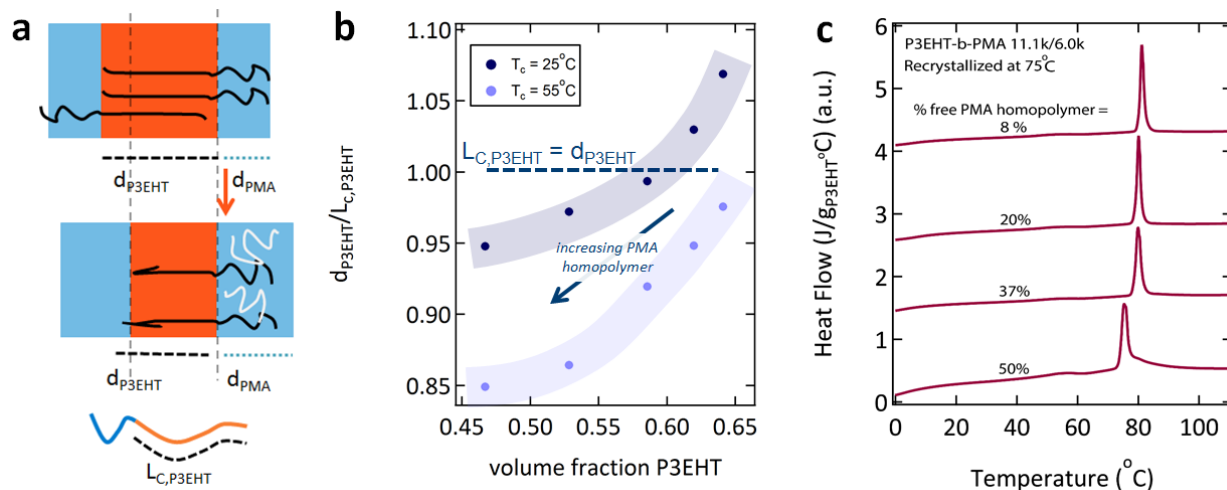 a
d_P3EHT
d_PMA
d_P3EHT
d_PMA
L_C,P3EHT
b
T_c = 25°C
T_c = 55°C
L_C,P3EHT = d_P3EHT
increasing PMA
homopolymer
d_P3EHT/L_C,P3EHT
1.10
1.05
1.00
0.95
0.90
0.85
0.45
0.50
0.55
0.60
0.65
volume fraction P3EHT
c
P3EHT-b-PMA 11.1k/6.0k
Recrystallized at 75°C
% free PMA homopolymer =
8 %
20%
37%
50%
Heat Flow (J/g_P3EHT°C) (a.u.)
6
5
4
3
2
1
0
0
20
40
60
80
100
Temperature (°C)